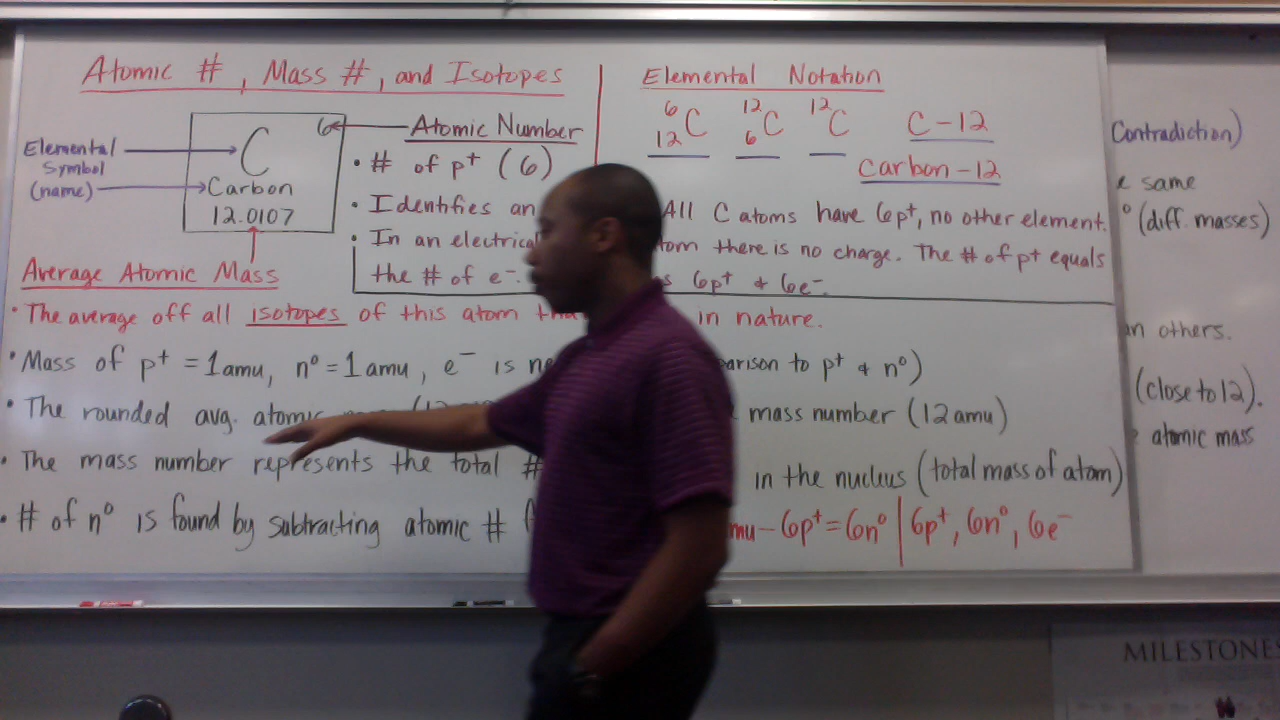 Atomic #, Mass #, and Isotopes
Elemental Symbol (name)
6
C
Carbon
12.0107
Atomic Number
• # of p+ (6)
• Identifies an
All C atoms have 6p+, no other element.
• In an electrical
tom there is no charge. The # of p+ equals
the # of e-.
s 6p+ & 6e-.
Elemental Notation
6 12 C 12 6 C 12 C C-12
Carbon-12
Average Atomic Mass
• The average off all isotopes of this atom tha in nature.
• Mass of p+ = 1amu, n° = 1amu, e- is ne arison to p+ & n°)
• The rounded avg. atomic mass number (12 amu)
• The mass number represents the total # in the nucleus (total mass of atom)
• # of n° is found by subtracting atomic # mu - 6p+ = 6n° | 6p+, 6n°, 6e-
Contradiction)
same
(diff. masses)
n others.
(close to 12).
atomic mass
MILESTONES